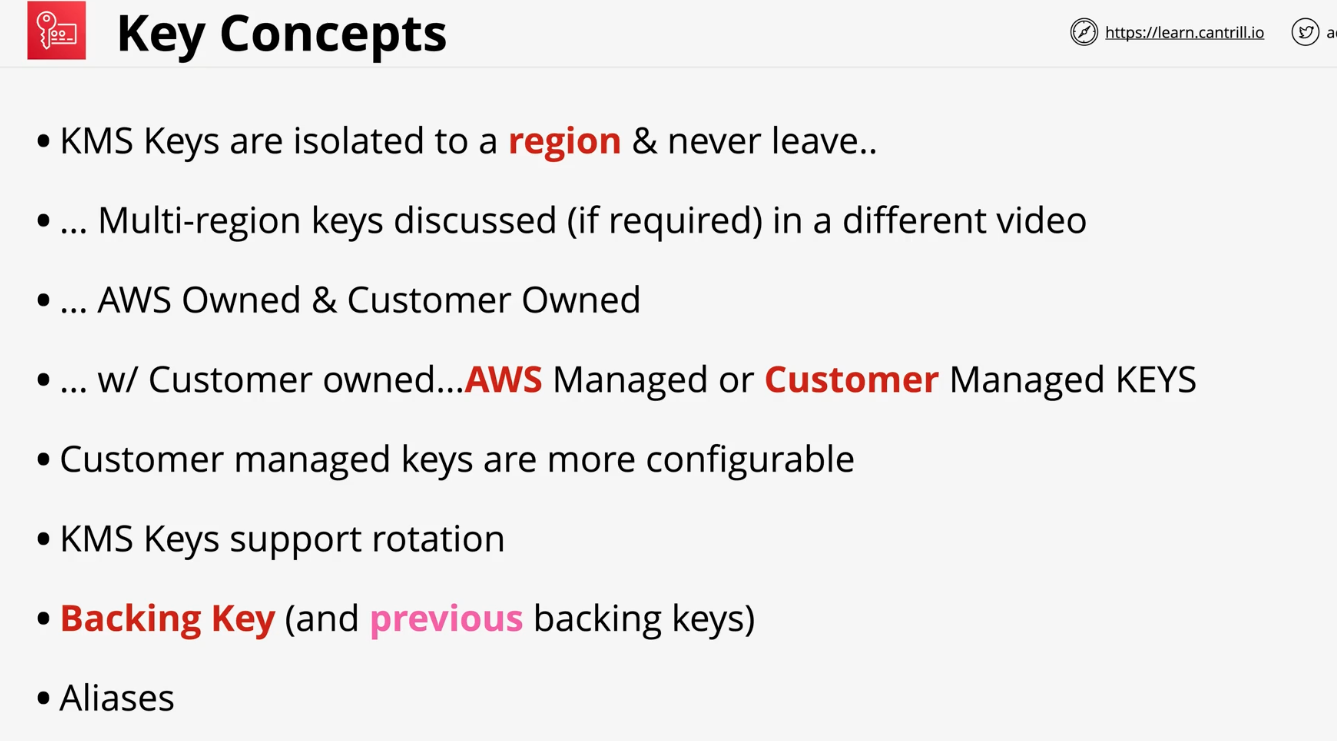 Key Concepts
https://learn.cantrill.io
• KMS Keys are isolated to a region & never leave..
• ... Multi-region keys discussed (if required) in a different video
• ... AWS Owned & Customer Owned
• ... w/ Customer owned...AWS Managed or Customer Managed KEYS
• Customer managed keys are more configurable
• KMS Keys support rotation
• Backing Key (and previous backing keys)
• Aliases